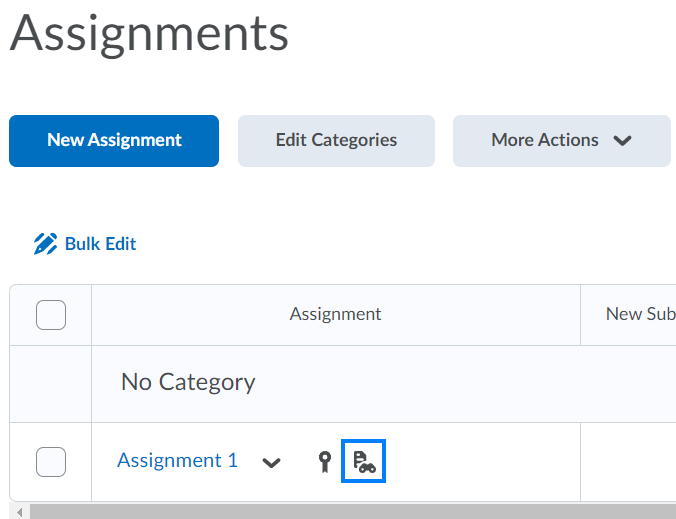 Assignments
New Assignment
Edit Categories
More Actions
Bulk Edit
Assignment
New Sub
No Category
Assignment 1